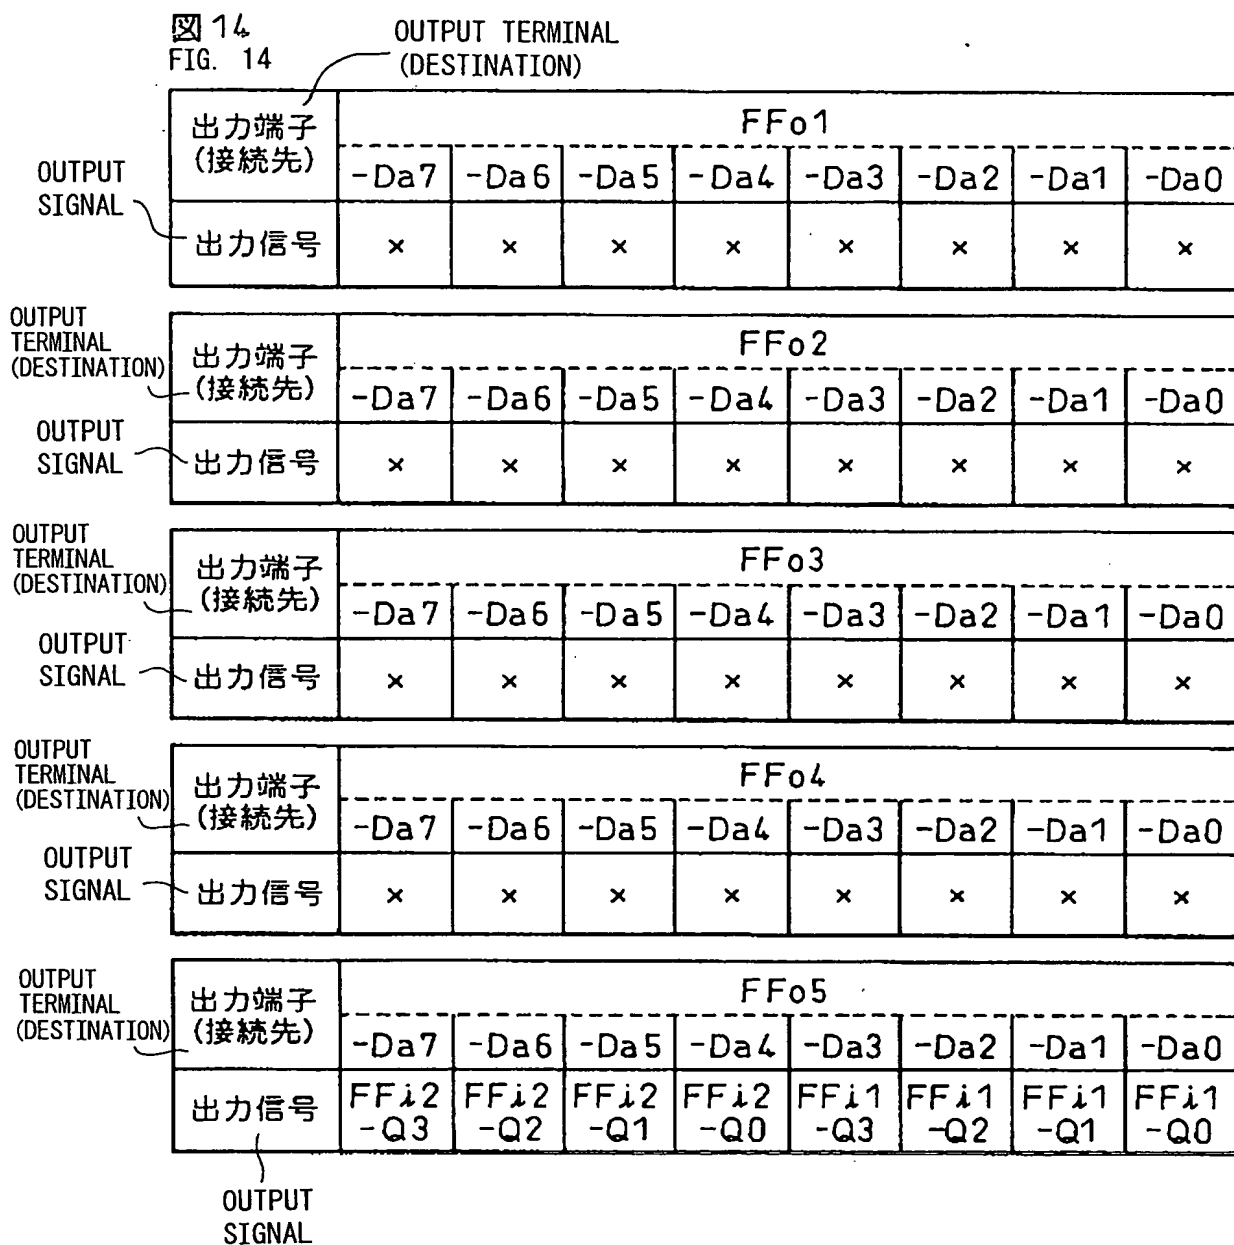 図14
FIG. 14
OUTPUT TERMINAL
(DESTINATION)
出力端子
(接続先)
FFo1
-Da7 -Da6 -Da5 -Da4 -Da3 -Da2 -Da1 -Da0
OUTPUT
SIGNAL
出力信号 × × × × × × × ×
OUTPUT
TERMINAL
(DESTINATION)
出力端子
(接続先)
FFo2
-Da7 -Da6 -Da5 -Da4 -Da3 -Da2 -Da1 -Da0
OUTPUT
SIGNAL
出力信号 × × × × × × × ×
OUTPUT
TERMINAL
(DESTINATION)
出力端子
(接続先)
FFo3
-Da7 -Da6 -Da5 -Da4 -Da3 -Da2 -Da1 -Da0
OUTPUT
SIGNAL
出力信号 × × × × × × × ×
OUTPUT
TERMINAL
(DESTINATION)
出力端子
(接続先)
FFo4
-Da7 -Da6 -Da5 -Da4 -Da3 -Da2 -Da1 -Da0
OUTPUT
SIGNAL
出力信号 × × × × × × × ×
OUTPUT
TERMINAL
(DESTINATION)
出力端子
(接続先)
FFo5
-Da7 -Da6 -Da5 -Da4 -Da3 -Da2 -Da1 -Da0
出力信号
FFi2 FFi2 FFi2 FFi2 FFi1 FFi1 FFi1 FFi1
-Q3 -Q2 -Q1 -Q0 -Q3 -Q2 -Q1 -Q0
OUTPUT
SIGNAL